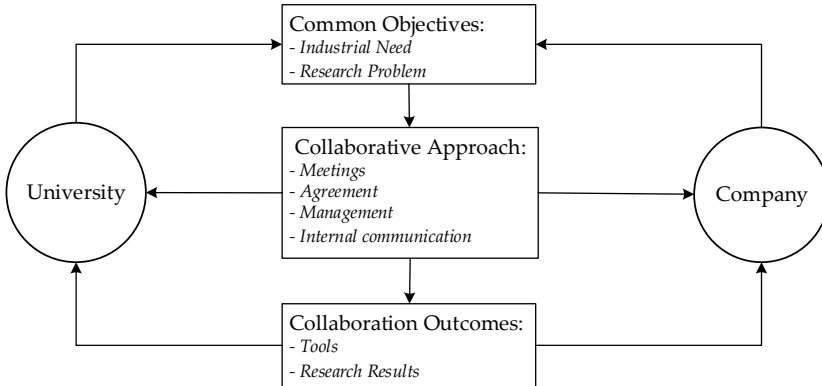 Common Objectives:
- Industrial Need
- Research Problem
University
Collaborative Approach:
- Meetings
- Agreement
- Management
- Internal communication
Company
Collaboration Outcomes:
- Tools
- Research Results